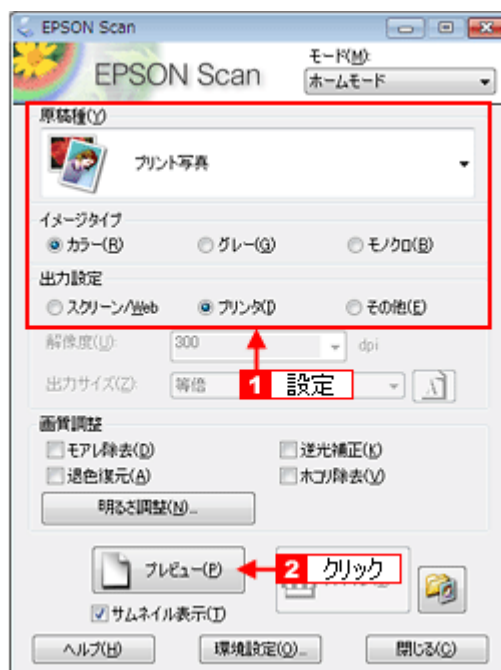 EPSON Scan
EPSON Scan
モード(M):
ホームモード
原稿種(Y)
プリント写真
イメージタイプ
カラー(R) グレー(G) モノクロ(B)
出力設定
スクリーン/Web プリンタ(I) その他(E)
解像度(U): 300 dpi
出力サイズ(Z): 等倍 A
1 設定
画質調整
モアレ除去(D) 逆光補正(K)
退色復元(A) ホコリ除去(V)
明るさ調整(N)...
プレビュー(P) 2 クリック
サムネイル表示(T)
ヘルプ(H) 環境設定(O)... 閉じる(C)